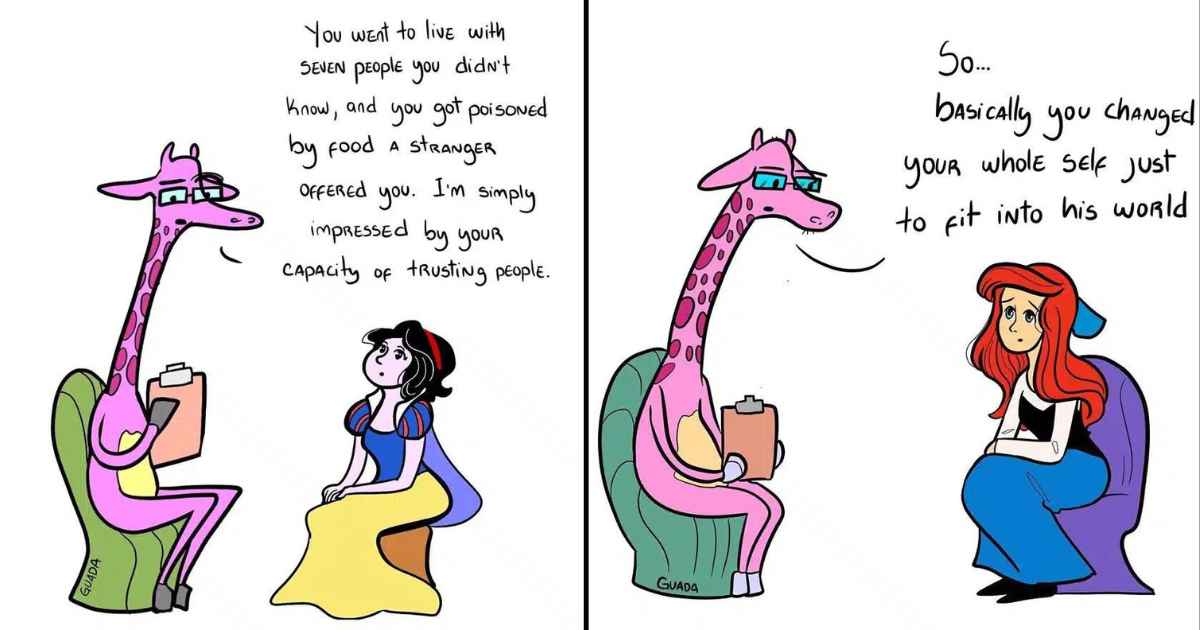 You went to live with
seven people you didn't
know, and you got poisoned
by food a stranger
offered you. I'm simply
impressed by your
capacity of trusting people.
GUADA
So...
basically you changed
your whole self just
to fit into his world
GUADA